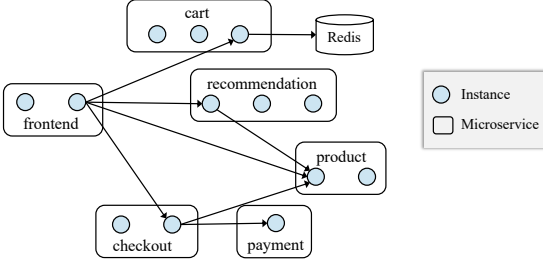 cart
Redis
recommendation
frontend
Instance
Microservice
product
checkout
payment